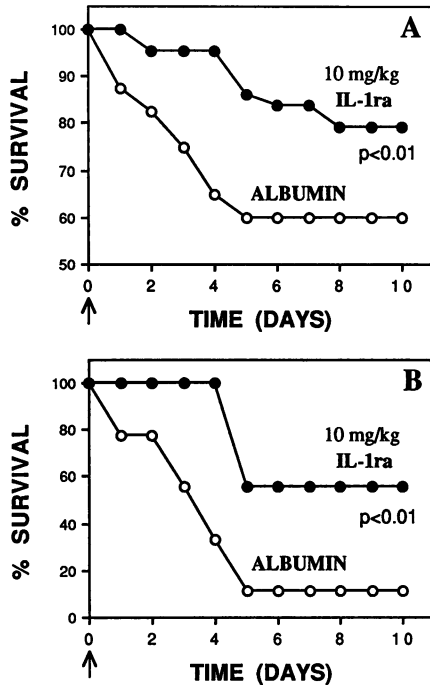 A
100
90
80
70
60
50
% SURVIVAL
10 mg/kg
IL-1ra
p<0.01
ALBUMIN
0 2 4 6 8 10
TIME (DAYS)
B
100
80
60
40
20
0
% SURVIVAL
10 mg/kg
IL-1ra
p<0.01
ALBUMIN
0 2 4 6 8 10
TIME (DAYS)